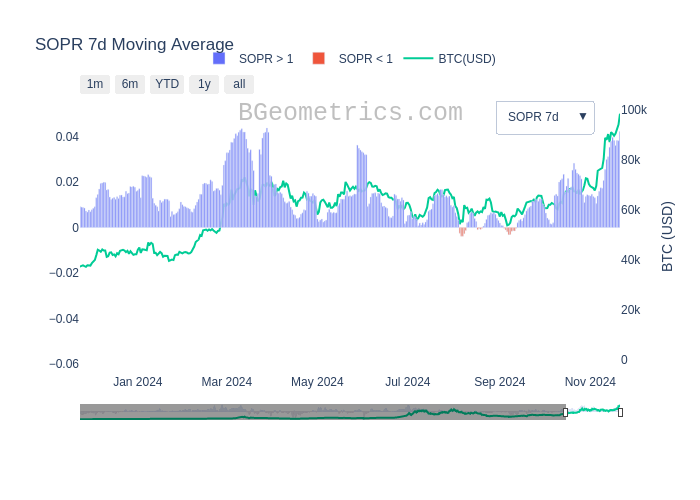 SOPR 7d Moving Average
SOPR > 1
SOPR < 1
BTC(USD)
1m
6m
YTD
1y
all
BGeometrics.com
SOPR 7d
▼
0.04
0.02
0
−0.02
−0.04
−0.06
100k
80k
60k
40k
20k
0
BTC (USD)
Jan 2024
Mar 2024
May 2024
Jul 2024
Sep 2024
Nov 2024